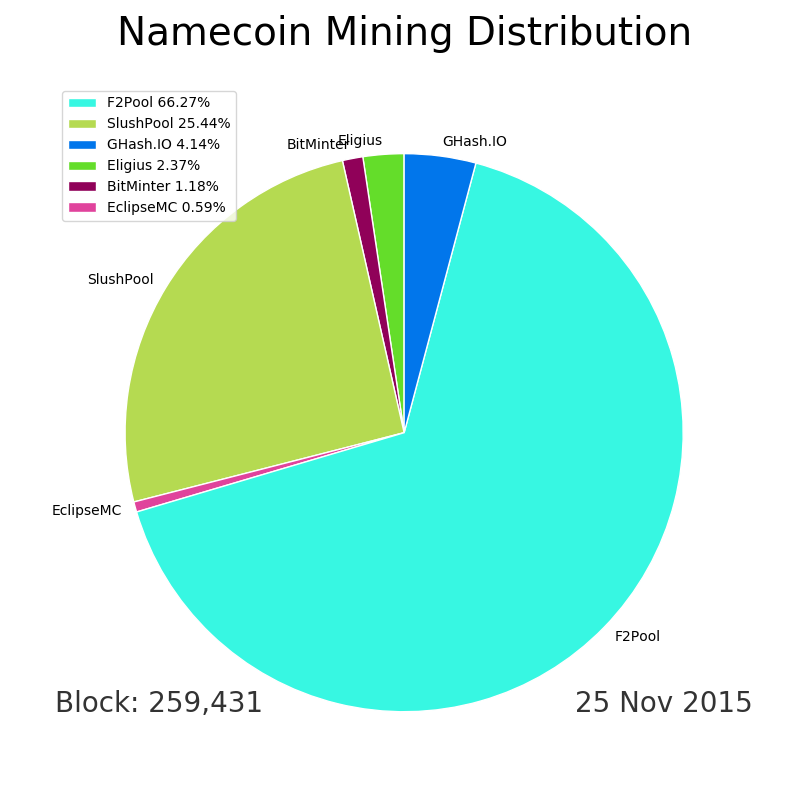 Namecoin Mining Distribution
F2Pool 66.27%
SlushPool 25.44%
GHash.IO 4.14%
Eligius 2.37%
BitMinter 1.18%
EclipseMC 0.59%
BitMinter
Eligius
GHash.IO
SlushPool
EclipseMC
F2Pool
Block: 259,431
25 Nov 2015